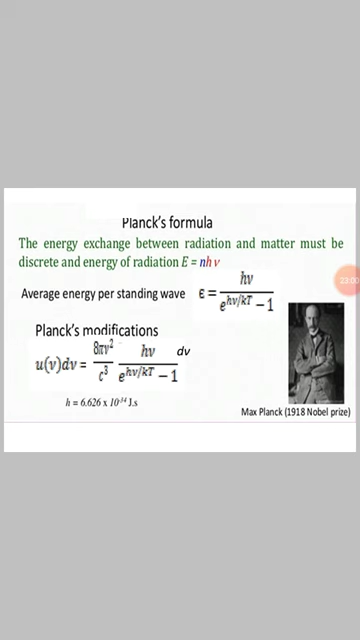 Planck's formula
The energy exchange between radiation and matter must be
discrete and energy of radiation E = nhν
22:00
Average energy per standing wave ϵ = hν / (e^{hν/kT} − 1)
Planck's modifications
u(ν)dν = (8πν² / c³) (hν / (e^{hν/kT} − 1)) dν
h = 6.626 x 10^{-34} J.s
Max Planck (1918 Nobel prize)